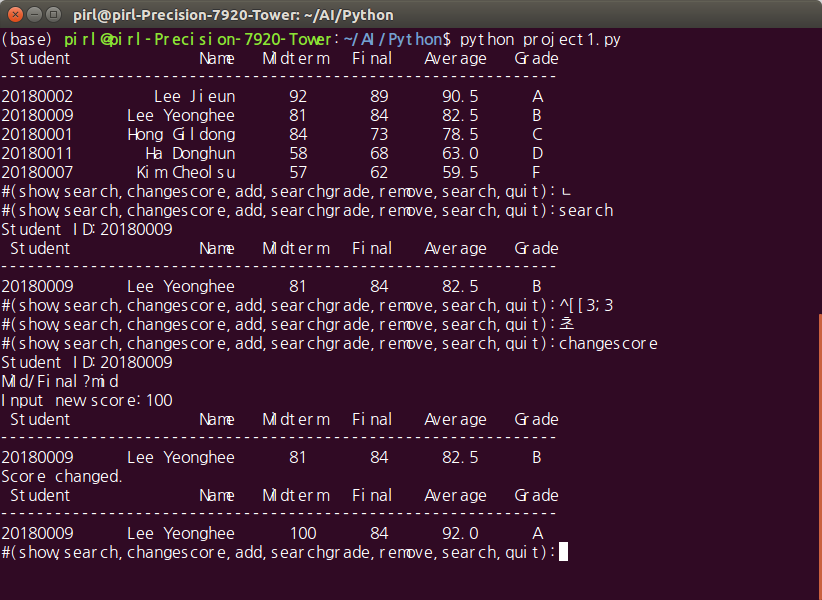 pirl@pirl-Precision-7920-Tower: ~/AI/Python
(base) pirl@pirl-Precision-7920-Tower:~/AI/Python$ python project1.py
Student Name Midterm Final Average Grade
--------------------------------------------------------
20180002 Lee Jieun 92 89 90.5 A
20180009 Lee Yeonghee 81 84 82.5 B
20180001 Hong Gildong 84 73 78.5 C
20180011 Ha Donghun 58 68 63.0 D
20180007 Kim Cheolsu 57 62 59.5 F
#(show,search,changescore,add,searchgrade,remove,search,quit):ㄴ
#(show,search,changescore,add,searchgrade,remove,search,quit):search
Student ID:20180009
Student Name Midterm Final Average Grade
--------------------------------------------------------
20180009 Lee Yeonghee 81 84 82.5 B
#(show,search,changescore,add,searchgrade,remove,search,quit):^[[3;3
#(show,search,changescore,add,searchgrade,remove,search,quit):초
#(show,search,changescore,add,searchgrade,remove,search,quit):changescore
Student ID:20180009
Mid/Final?mid
Input new score:100
Student Name Midterm Final Average Grade
--------------------------------------------------------
20180009 Lee Yeonghee 81 84 82.5 B
Score changed.
Student Name Midterm Final Average Grade
--------------------------------------------------------
20180009 Lee Yeonghee 100 84 92.0 A
#(show,search,changescore,add,searchgrade,remove,search,quit):